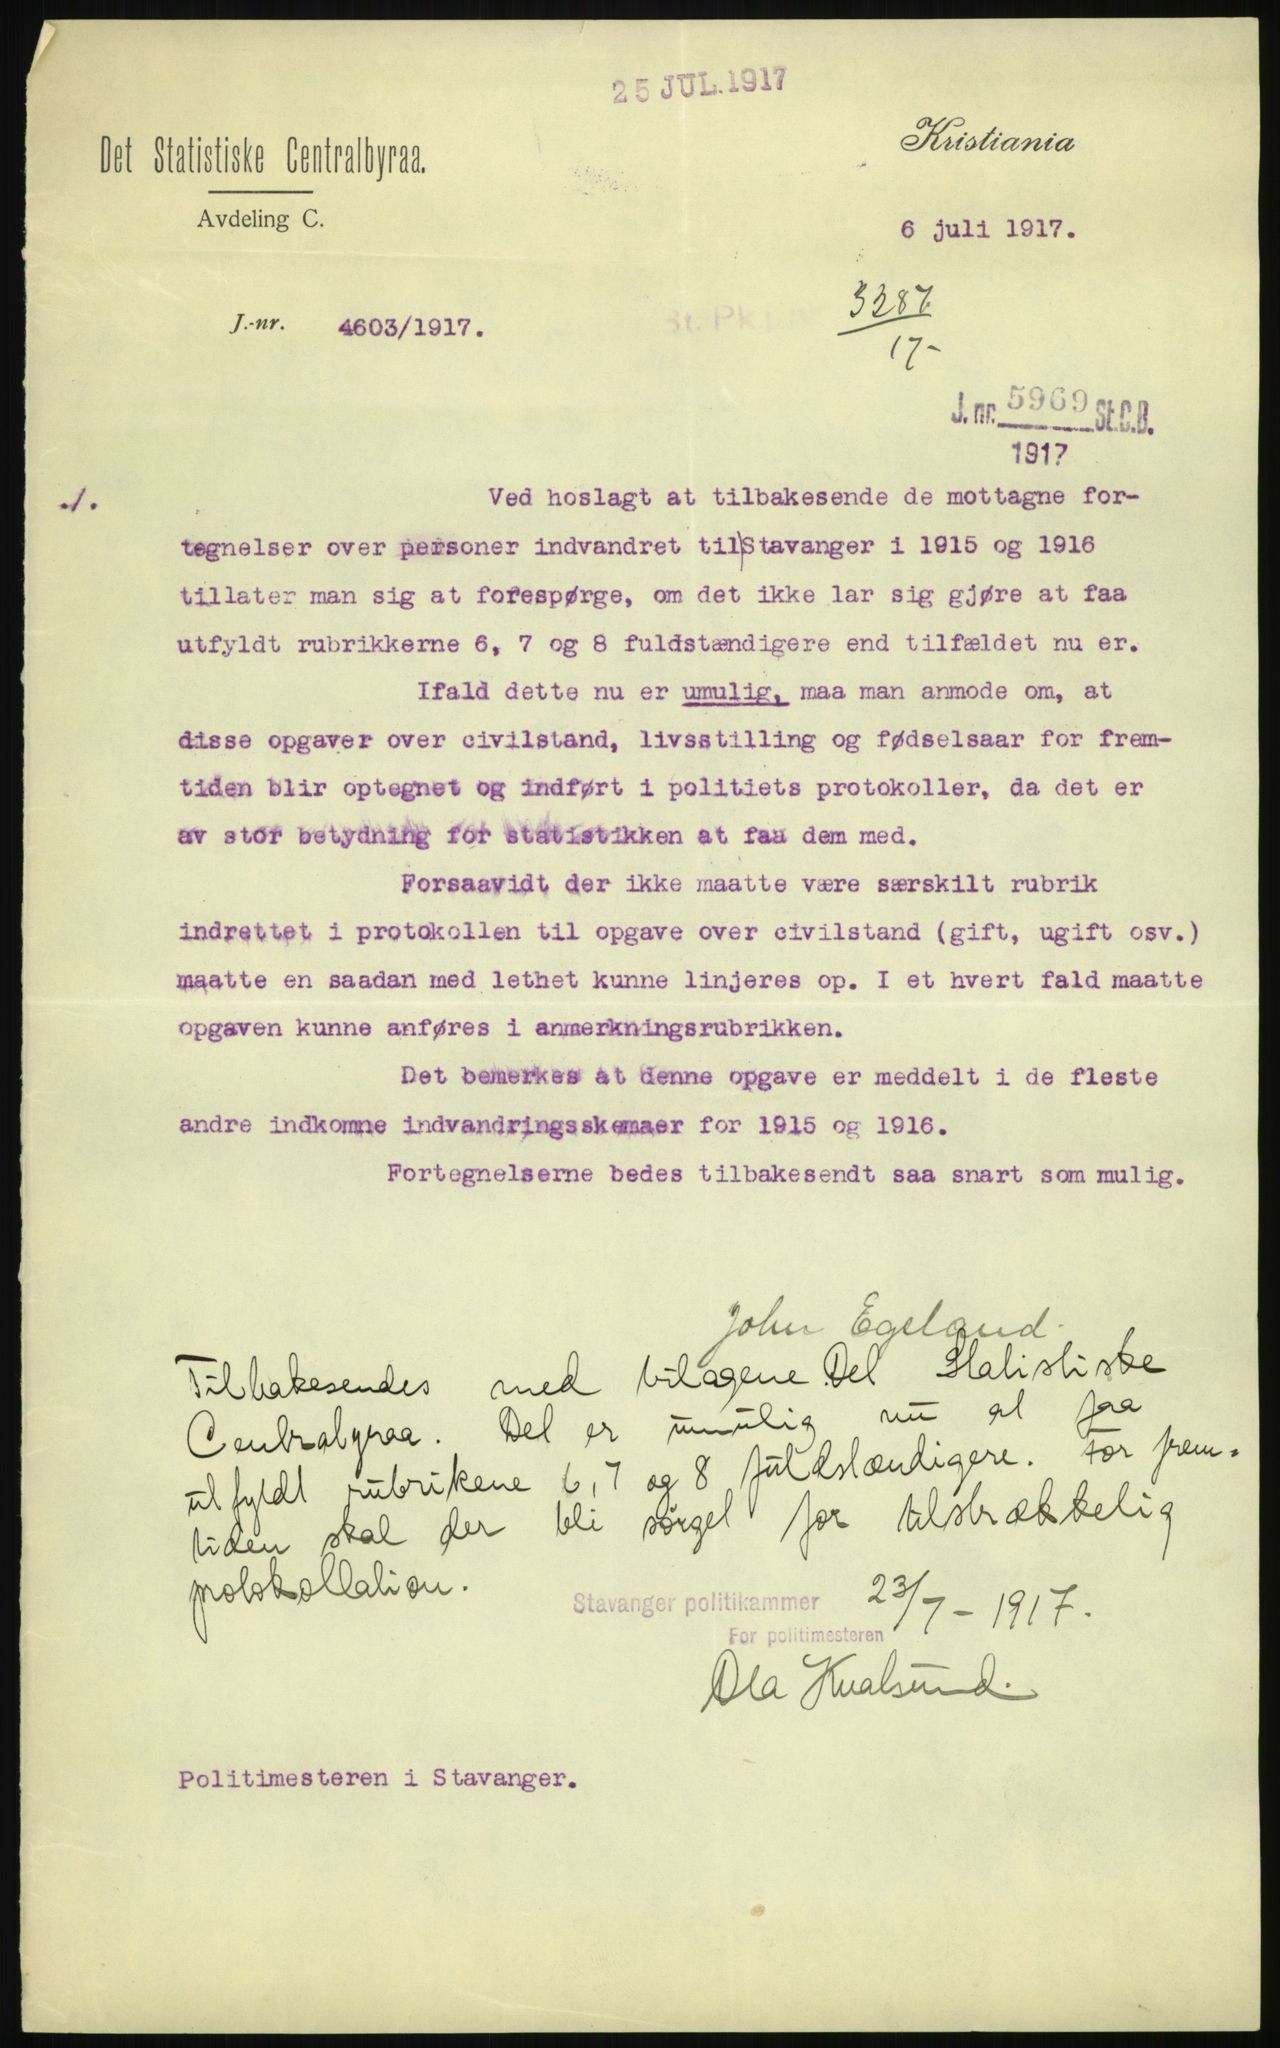 25 JUL. 1917
Det Statistiske Centralbyraa.
Avdeling C.
Kristiania
6 juli 1917.
J.-nr. 4603/1917.
3287
17-
J. nr. 5969 St.C.B.
1917
./. Ved hoslagt at tilbakesende de mottagne for-
tegnelser over personer indvandret til|Stavanger i 1915 og 1916
tillater man sig at forespørge, om det ikke lar sig gjøre at faa
utfyldt rubrikkerne 6, 7 og 8 fuldstændigere end tilfældet nu er.
Ifald dette nu er umulig, maa man anmode om, at
disse opgaver over civilstand, livsstilling og fødselsaar for frem-
tiden blir optegnet og indført i politiets protokoller, da det er
av stor betydning for statistikken at faa dem med.
Forsaavidt der ikke maatte være særskilt rubrik
indrettet i protokollen til opgave over civilstand (gift, ugift osv.)
maatte en saadan med lethet kunne linjeres op. I et hvert fald maatte
opgaven kunne anføres i anmerkningsrubrikken.
Det bemerkes at denne opgave er meddelt i de fleste
andre indkomne indvandringsskemaer for 1915 og 1916.
Fortegnelserne bedes tilbakesendt saa snart som mulig.
John Egeland.
Tilbakesendes med bilagene Det Statistiske
Centralbyraa. Det er umulig nu at faa
utfyldt rubrikene 6, 7 og 8 fuldstændigere. For frem-
tiden skal der bli sørget for tilstrækkelig
protokollation.
Stavanger politikammer 23/7 - 1917.
For politimesteren
Ola Kvalsund.
Politimesteren i Stavanger.